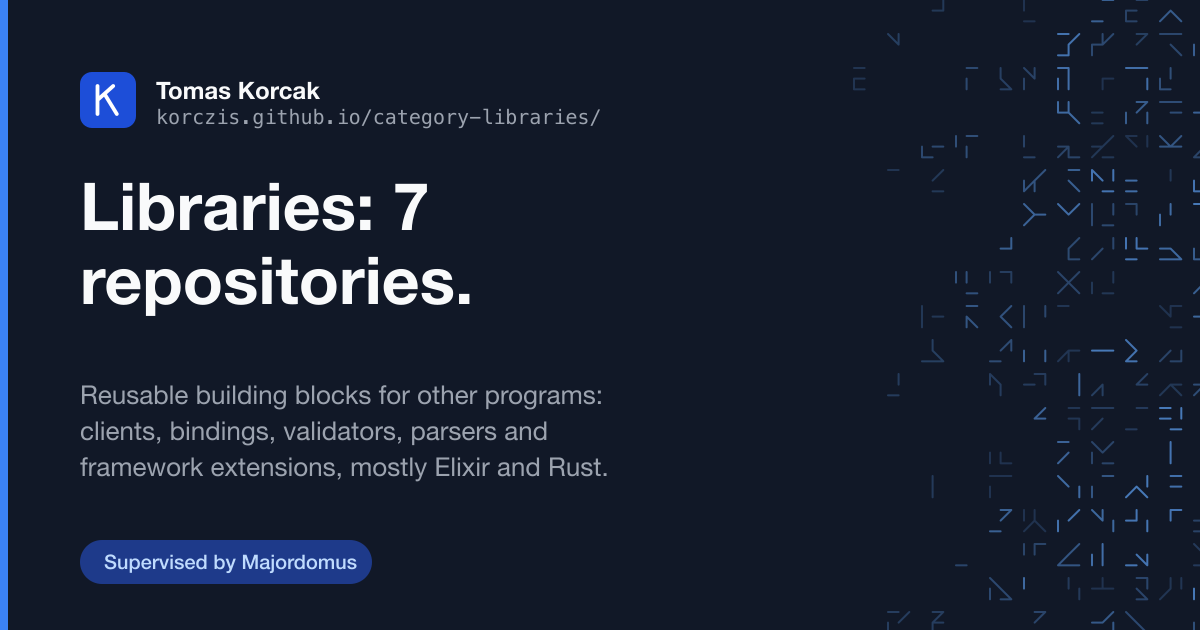 K
Tomas Korcak
korczis.github.io/category-libraries/
Libraries: 7
repositories.
Reusable building blocks for other programs:
clients, bindings, validators, parsers and
framework extensions, mostly Elixir and Rust.
Supervised by Majordomus